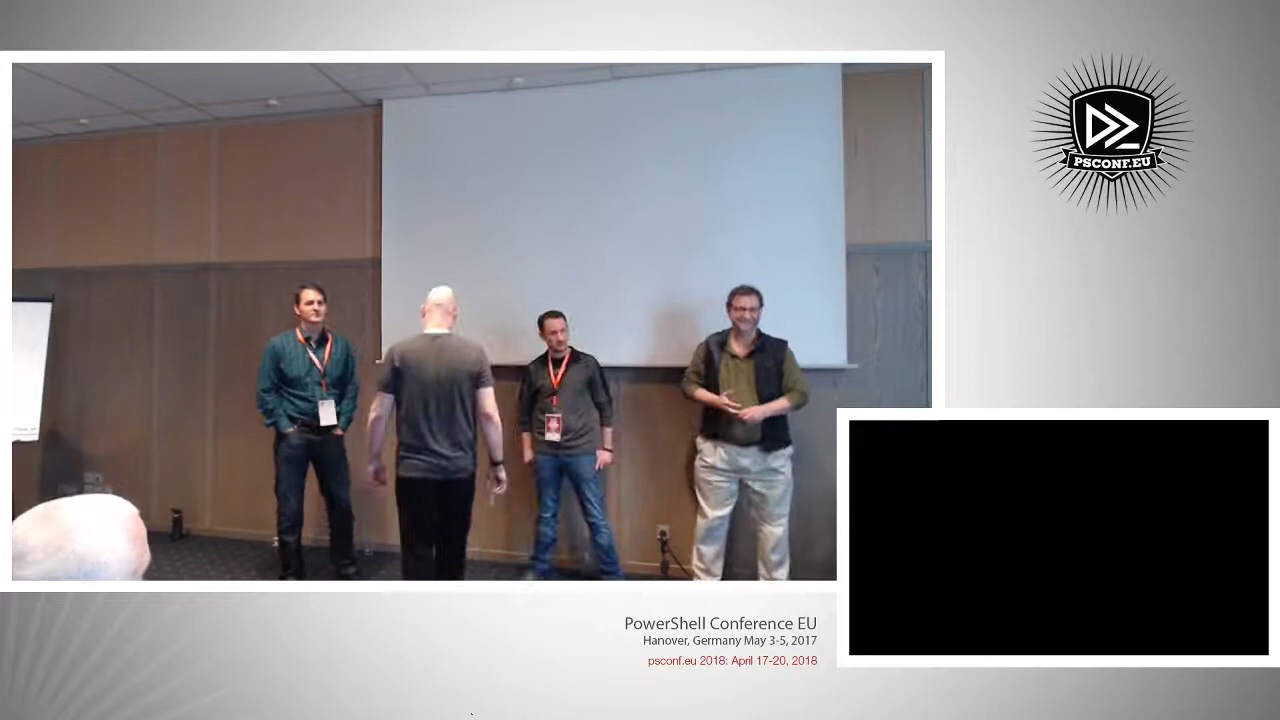 PSCONF.EU
PowerShell Conference EU
Hanover, Germany May 3-5, 2017
psconf.eu 2018: April 17-20, 2018